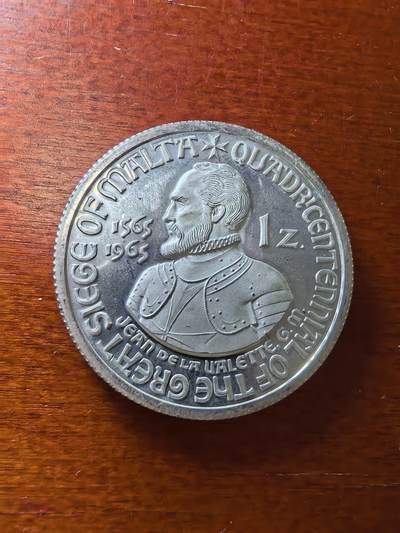 QUADRICENTENNIAL OF THE GREAT SIEGE OF MALTA
1565
1965
1 Z.
JEAN DE LA VALETTE. G.M.